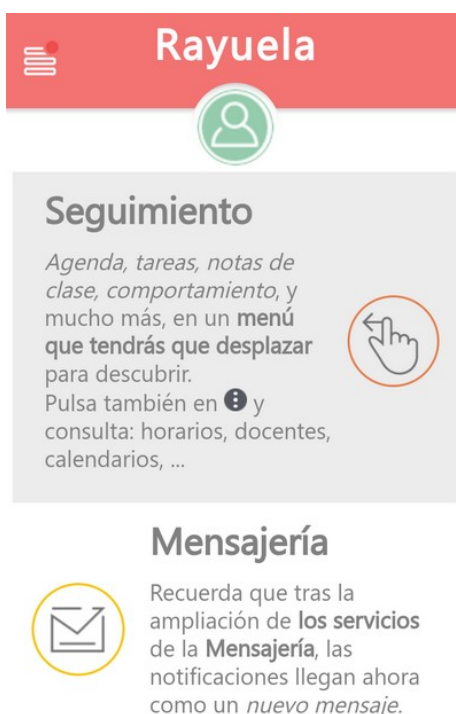 Rayuela
Seguimiento
Agenda, tareas, notas de
clase, comportamiento, y
mucho más, en un menú
que tendrás que desplazar
para descubrir.
Pulsa también en y
consulta: horarios, docentes,
calendarios, ...
Mensajería
Recuerda que tras la
ampliación de los servicios
de la Mensajería, las
notificaciones llegan ahora
como un nuevo mensaje.